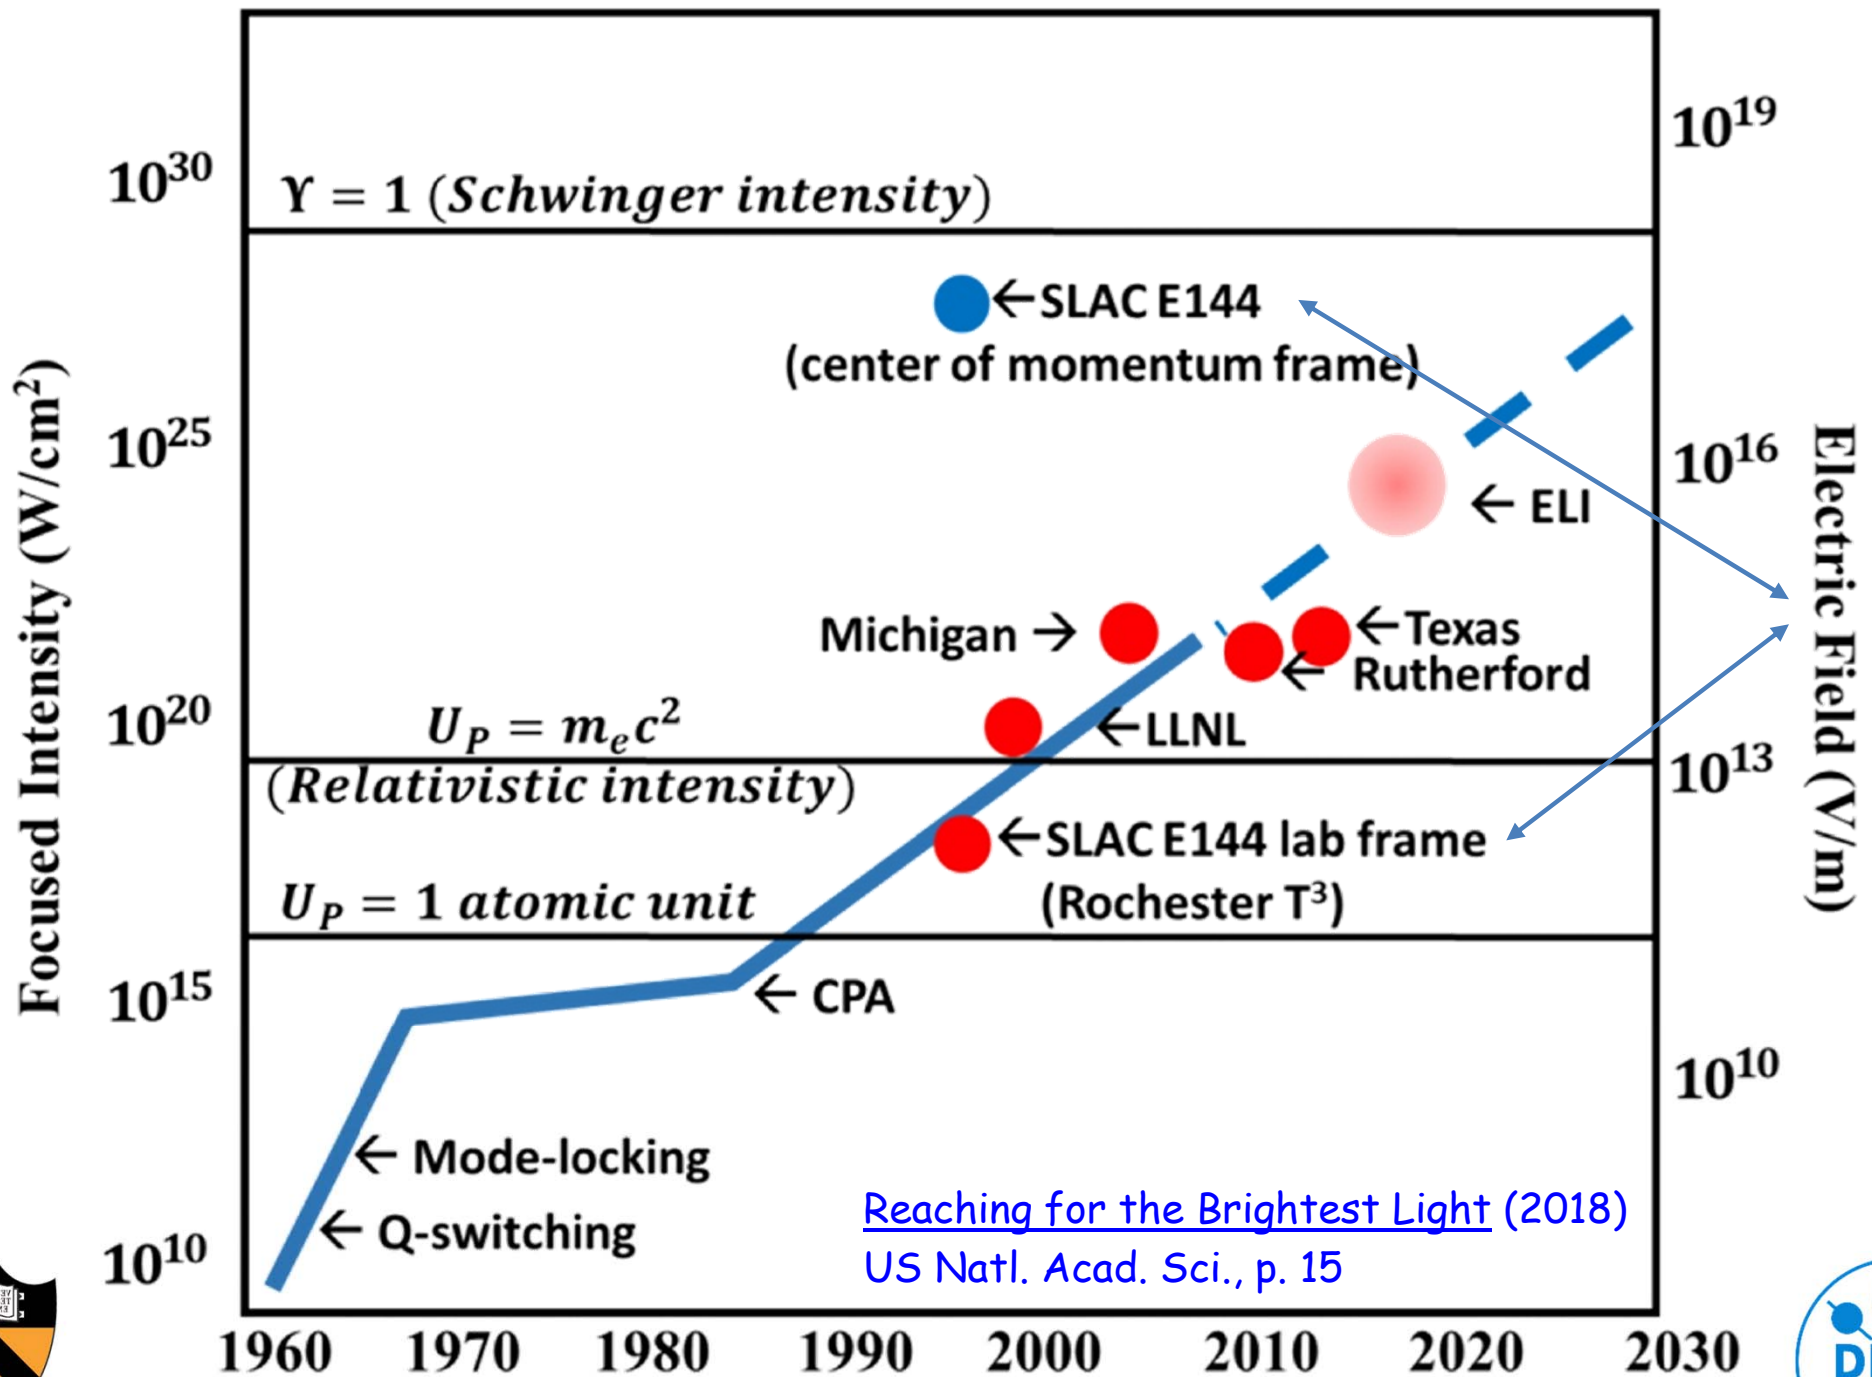 10¹⁹
10³⁰
ϒ = 1 (Schwinger intensity)
←SLAC E144
(center of momentum frame)
10²⁵
10¹⁶
← ELI
Focused Intensity (W/cm²)
Electric Field (V/m)
Michigan →
←Texas
← Rutherford
10²⁰
U_P = mₑc²
←LLNL
(Relativistic intensity)
10¹³
←SLAC E144 lab frame
(Rochester T³)
U_P = 1 atomic unit
10¹⁵
← CPA
10¹⁰
← Mode-locking
← Q-switching
Reaching for the Brightest Light (2018)
US Natl. Acad. Sci., p. 15
10¹⁰
1960 1970 1980 1990 2000 2010 2020 2030